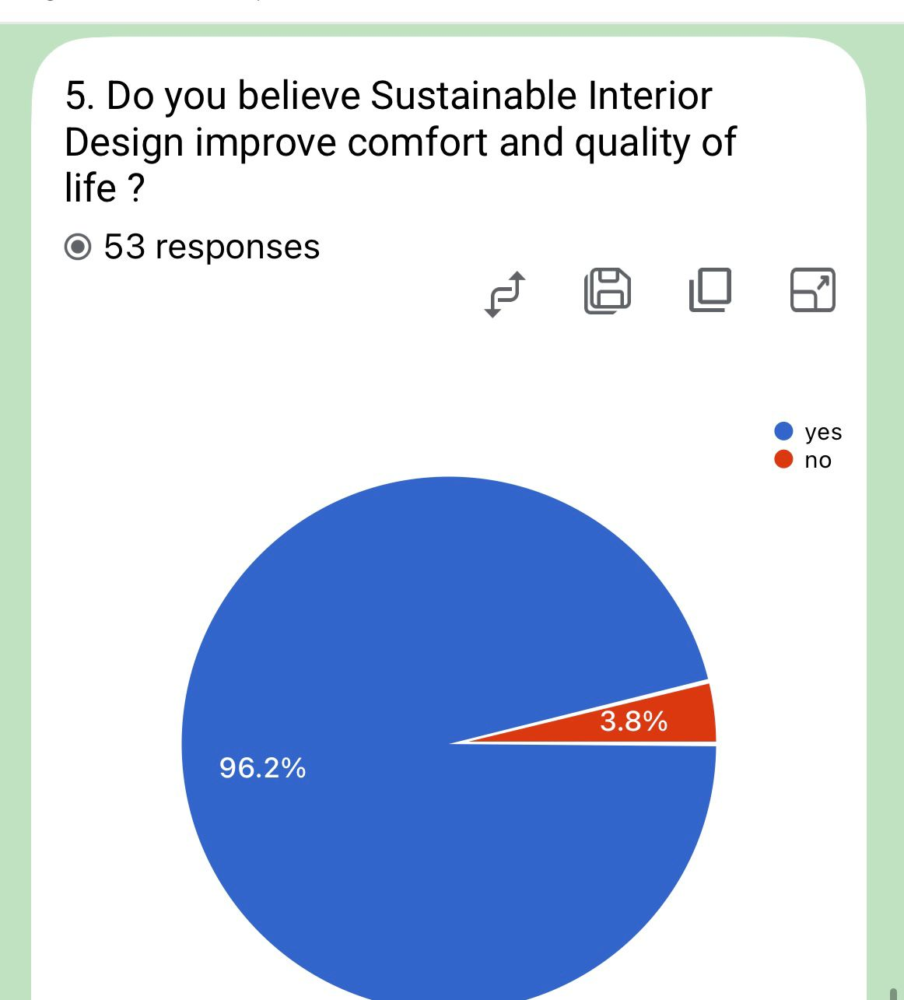 5. Do you believe Sustainable Interior
Design improve comfort and quality of
life ?
53 responses
yes
no
3.8%
96.2%